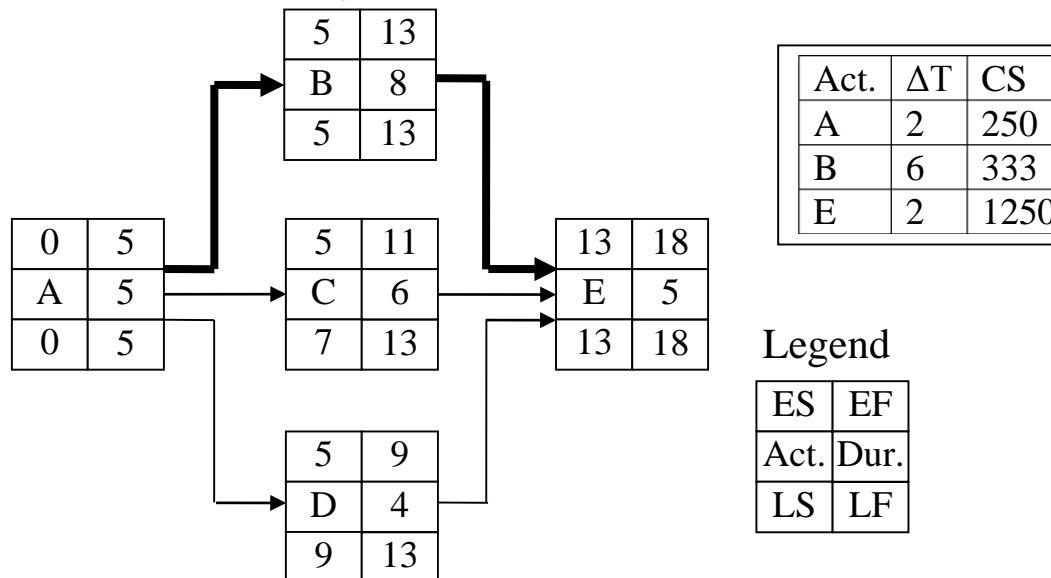 5 13
B 8
5 13
Act. ΔT CS
A 2 250
B 6 333
E 2 1250
0 5
A 5
0 5
5 11
C 6
7 13
13 18
E 5
13 18
Legend
ES EF
Act. Dur.
LS LF
5 9
D 4
9 13